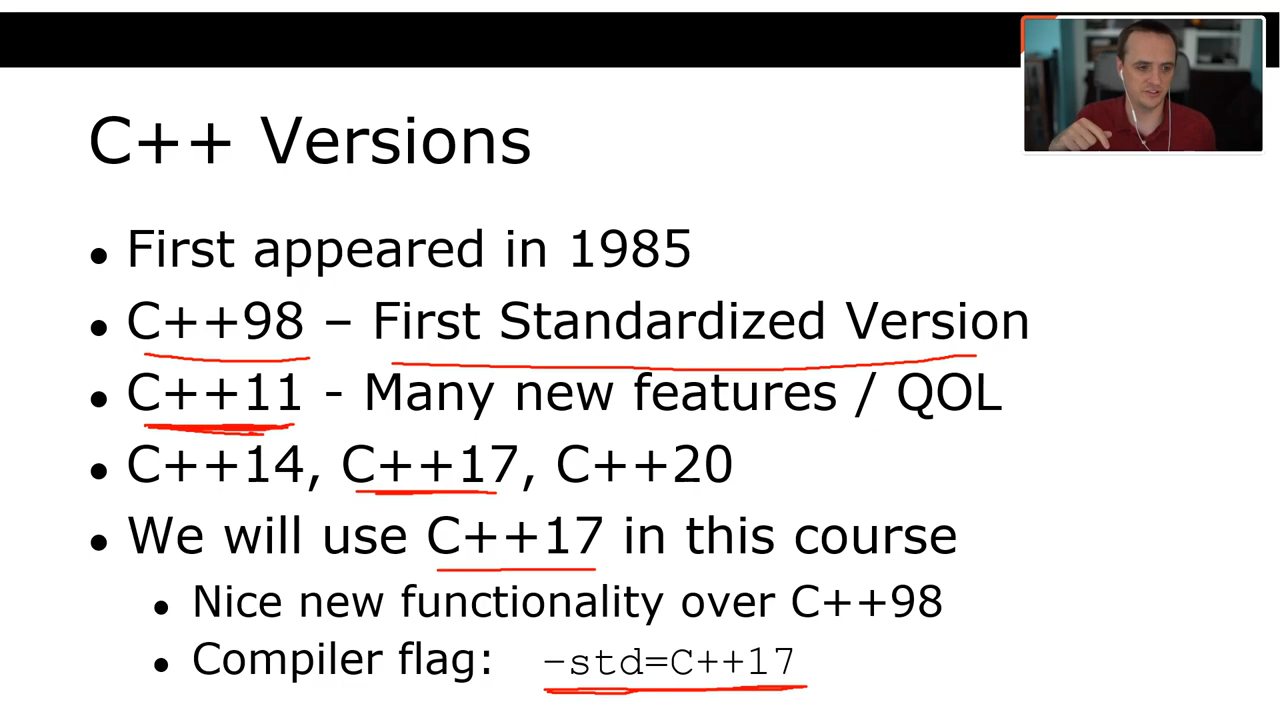 C++ Versions
● First appeared in 1985
● C++98 – First Standardized Version
● C++11 - Many new features / QOL
● C++14, C++17, C++20
● We will use C++17 in this course
● Nice new functionality over C++98
● Compiler flag: –std=C++17